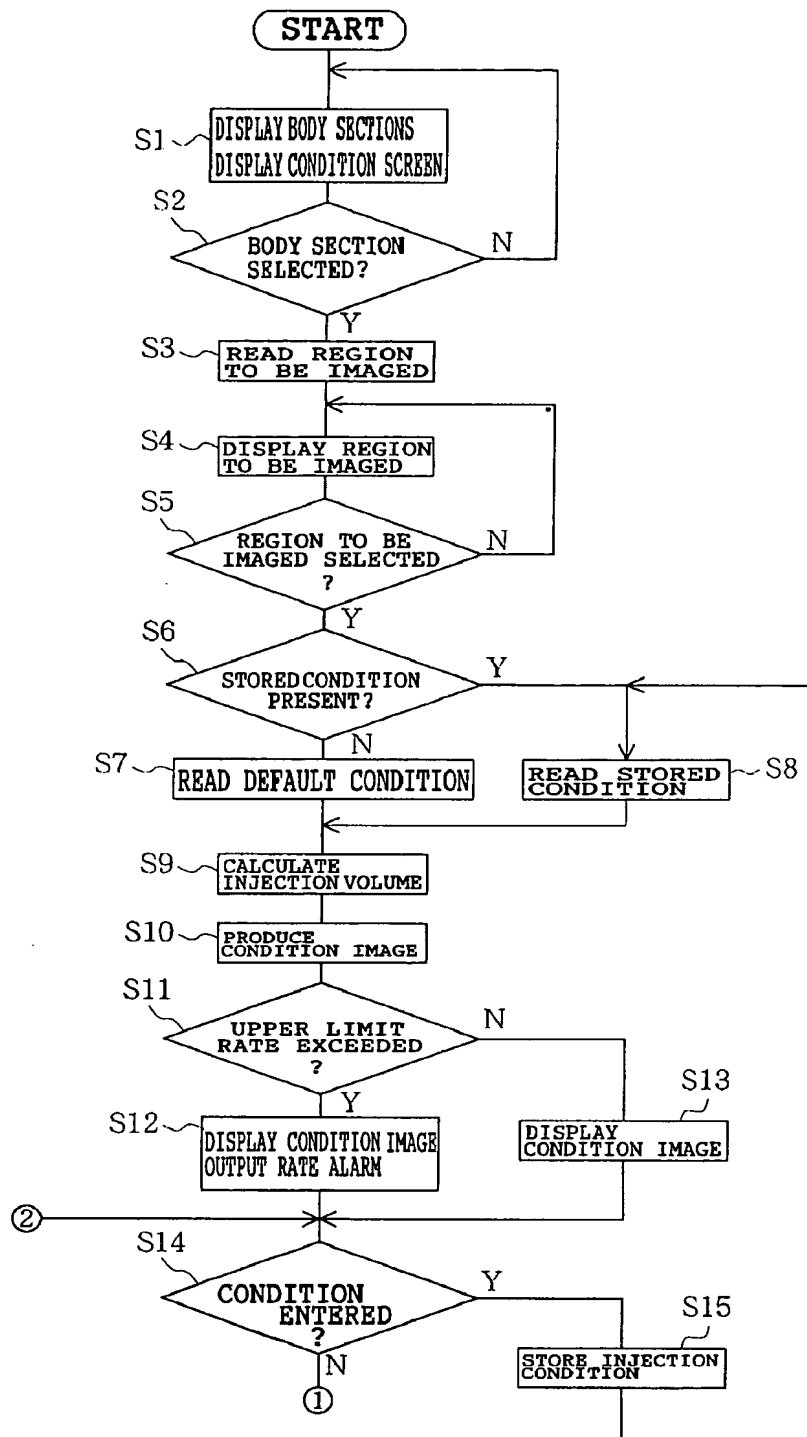 START
S1
DISPLAY BODY SECTIONS
DISPLAY CONDITION SCREEN
S2
BODY SECTION
SELECTED?
N
Y
S3
READ REGION
TO BE IMAGED
S4
DISPLAY REGION
TO BE IMAGED
S5
REGION TO BE
IMAGED SELECTED
?
N
Y
S6
STORED CONDITION
PRESENT?
Y
N
S7
READ DEFAULT CONDITION
READ STORED
CONDITION
S8
S9
CALCULATE
INJECTION VOLUME
S10
PRODUCE
CONDITION IMAGE
S11
UPPER LIMIT
RATE EXCEEDED
?
N
Y
S12
DISPLAY CONDITION IMAGE
OUTPUT RATE ALARM
S13
DISPLAY
CONDITION IMAGE
②
S14
CONDITION
ENTERED
?
Y
N
S15
STORE INJECTION
CONDITION
①